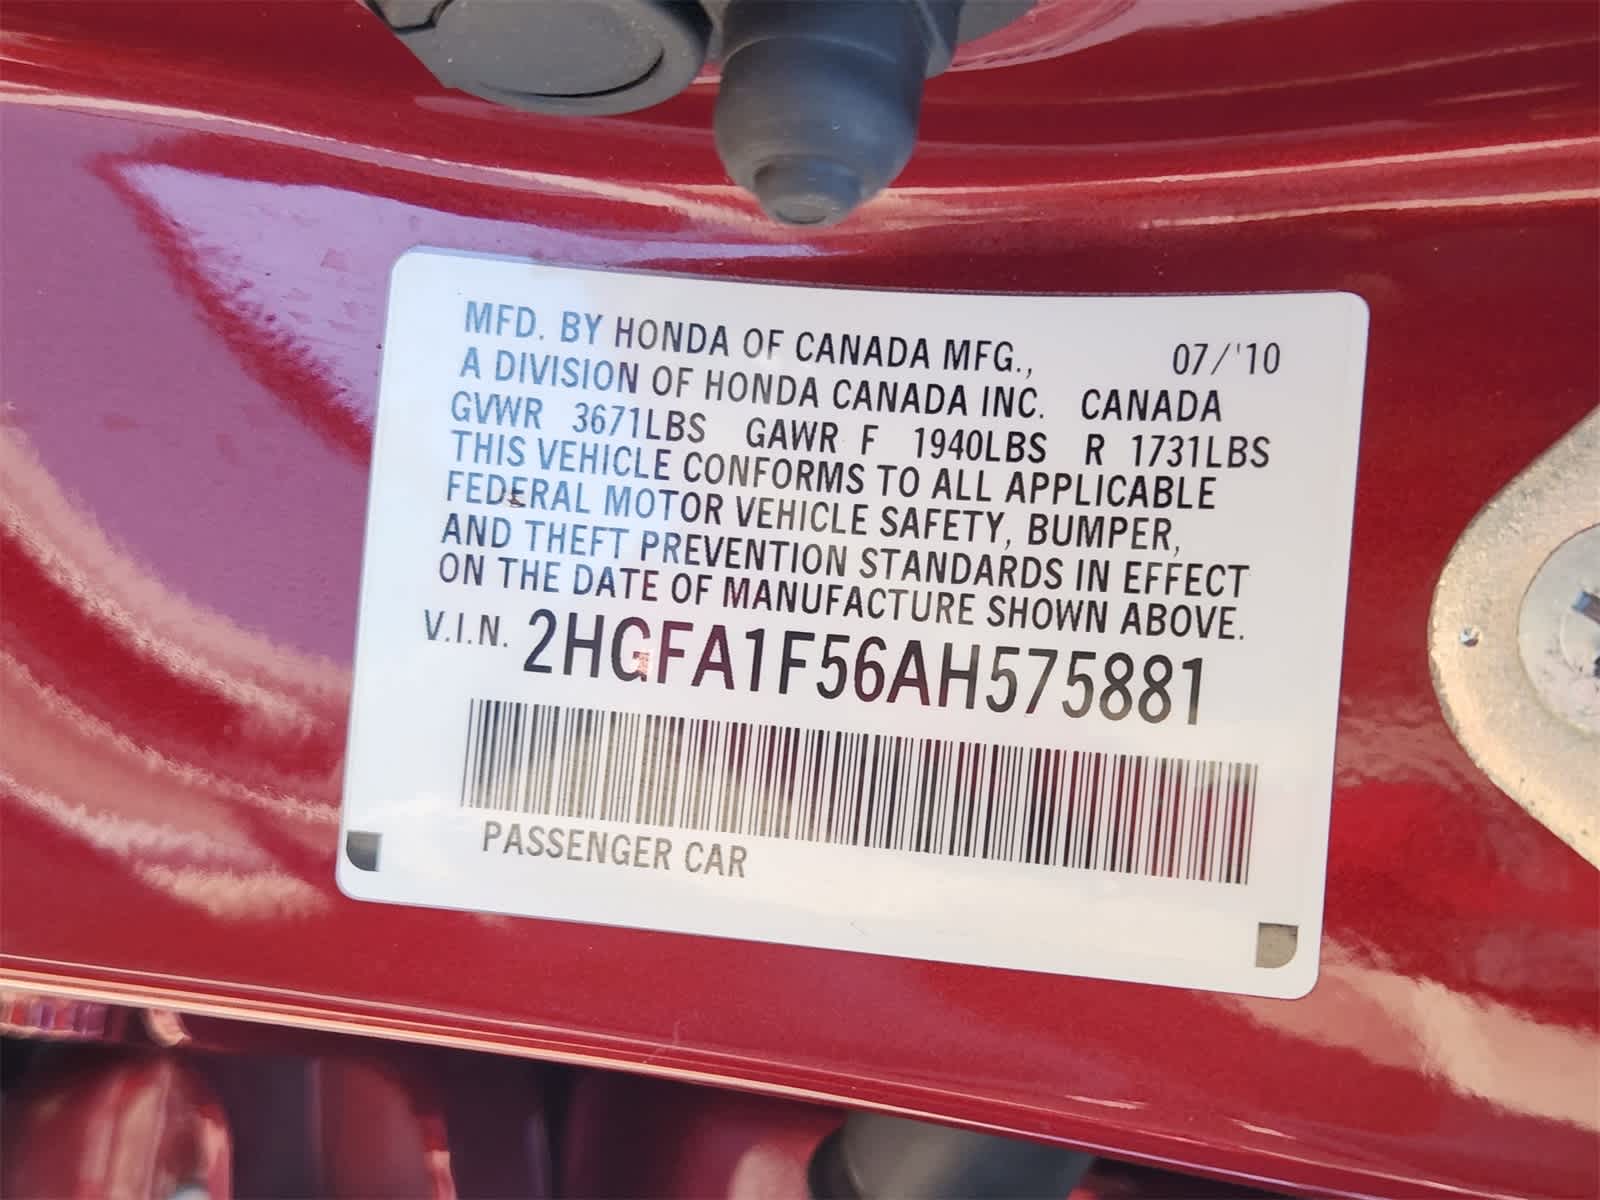 MFD. BY HONDA OF CANADA MFG., 07/'10
A DIVISION OF HONDA CANADA INC. CANADA
GVWR 3671LBS GAWR F 1940LBS R 1731LBS
THIS VEHICLE CONFORMS TO ALL APPLICABLE
FEDERAL MOTOR VEHICLE SAFETY, BUMPER,
AND THEFT PREVENTION STANDARDS IN EFFECT
ON THE DATE OF MANUFACTURE SHOWN ABOVE.
V.I.N. 2HGFA1F56AH575881
PASSENGER CAR